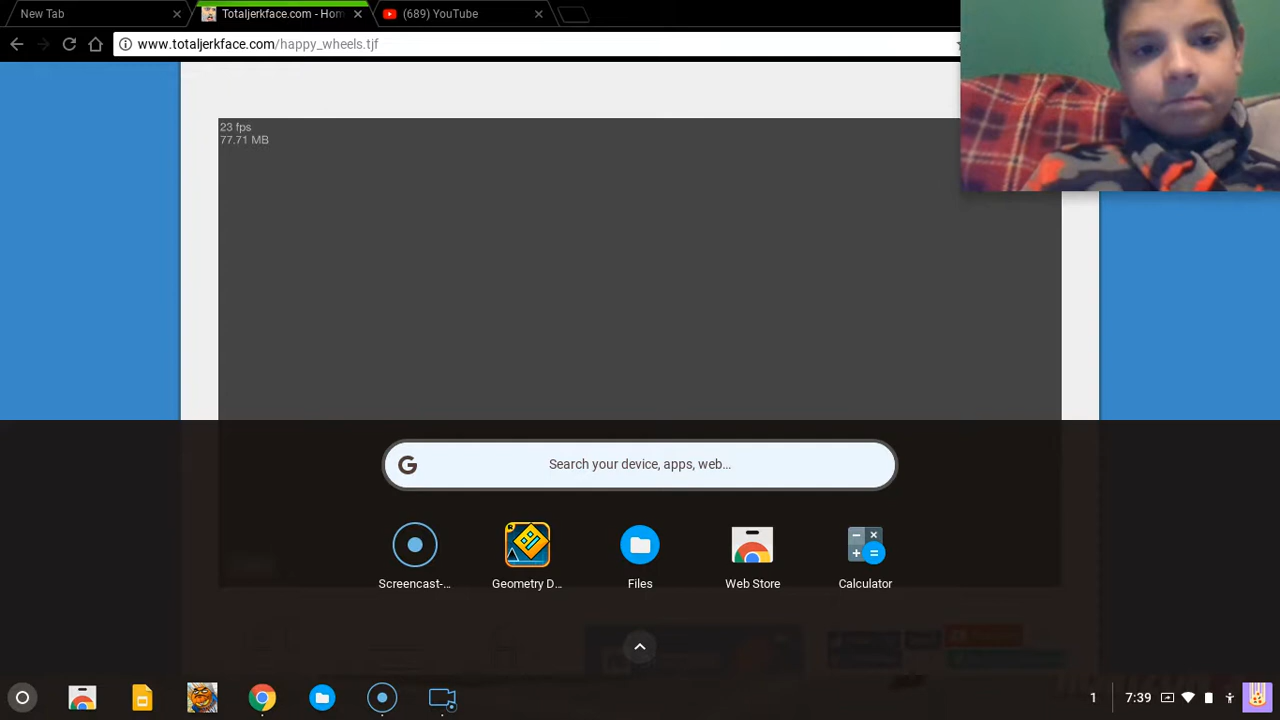 New Tab
Totaljerkface.com - Hom
(689) YouTube
www.totaljerkface.com/happy_wheels.tjf
23 fps
77.71 MB
Search your device, apps, web...
Screencast-...
Geometry D...
Files
Web Store
Calculator
1
7:39